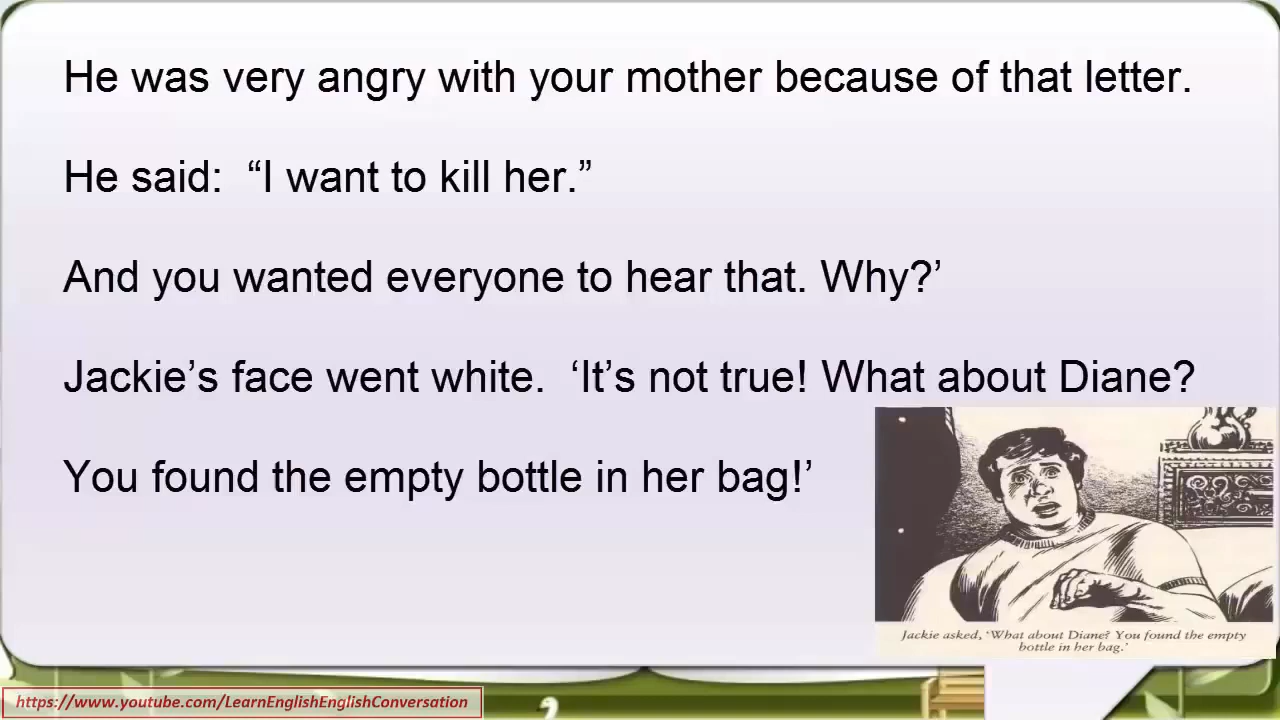 He was very angry with your mother because of that letter.
He said:  “I want to kill her.”
And you wanted everyone to hear that. Why?’
Jackie’s face went white.  ‘It’s not true! What about Diane?
You found the empty bottle in her bag!’
Jackie asked, ‘What about Diane? You found the empty
bottle in her bag.’
https://www.youtube.com/LearnEnglishEnglishConversation